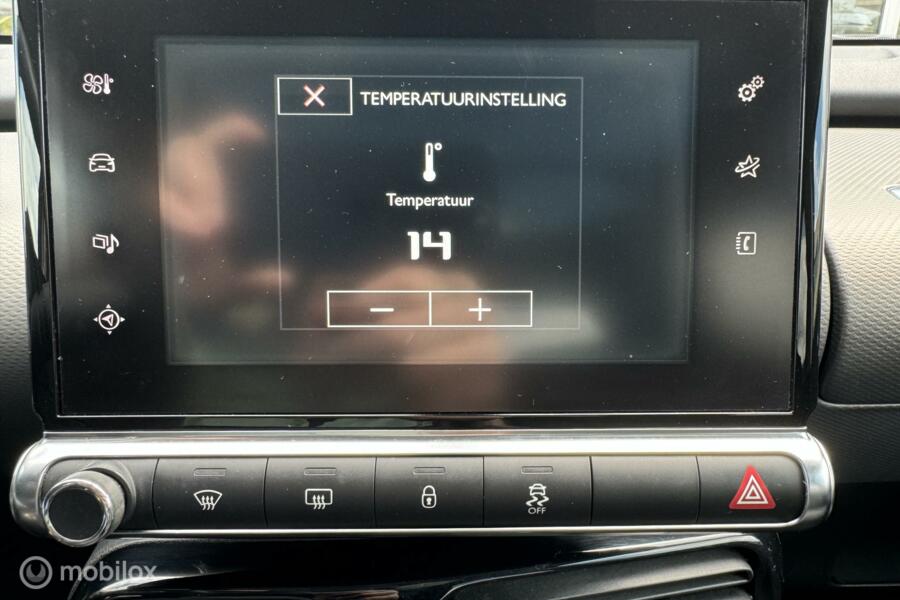 TEMPERATUURINSTELLING
Temperatuur
14
OFF
mobilox